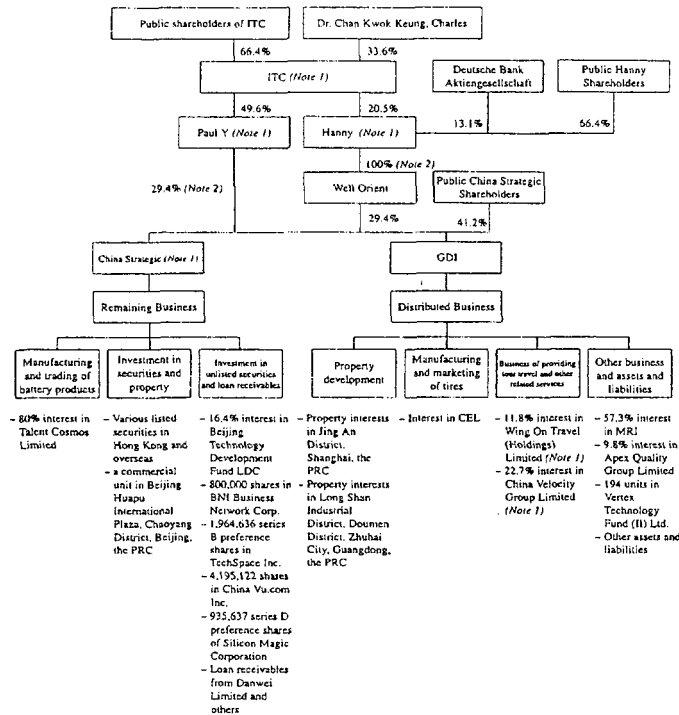 Public shareholders of ITC
Dr. Chan Kwok Keung, Charles
66.4%
33.6%
ITC (Note 1)
Deutsche Bank
Aktiengesellschaft
Public Hanny
Shareholders
49.6%
20.5%
Paul Y (Note 1)
Hanny (Note 1)
13.1%
66.4%
100% (Note 2)
29.4% (Note 2)
Well Orient
Public China Strategic
Shareholders
29.4%
41.2%
China Strategic (Note 1)
GDI
Remaining Business
Distributed Business
Manufacturing
and trading of
battery products
Investment in
securities and
property
Investment in
unlisted securities
and loan receivables
Property
development
Manufacturing
and marketing
of tires
Business of providing
tour travel and other
related services
Other business
and assets and
liabilities
– 80% interest in
Talent Cosmos
Limited
– Various listed
securities in
Hong Kong and
overseas
– a commercial
unit in Beijing
Huapu
International
Plaza, Chaoyang
District, Beijing,
the PRC
– 16.4% interest in
Beijing
Technology
Development
Fund LDC
– 800,000 shares in
BNI Business
Network Corp.
– 1,964,636 series
B preference
shares in
TechSpace Inc.
– 4,195,122 shares
in China Vu.com
Inc.
– 935,637 series D
preference shares
of Silicon Magic
Corporation
– Loan receivables
from Danwei
Limited and
others
– Property interests
in Jing An
District,
Shanghai, the
PRC
– Property interests
in Long Shan
Industrial
District, Doumen
District, Zhuhai
City, Guangdong,
the PRC
– Interest in CEL
– 11.8% interest in
Wing On Travel
(Holdings)
Limited (Note 1)
– 22.7% interest in
China Velocity
Group Limited
(Note 1)
– 57.3% interest
in MRI
– 9.8% interest in
Apex Quality
Group Limited
– 194 units in
Vertex
Technology
Fund (II) Ltd.
– Other assets and
liabilities